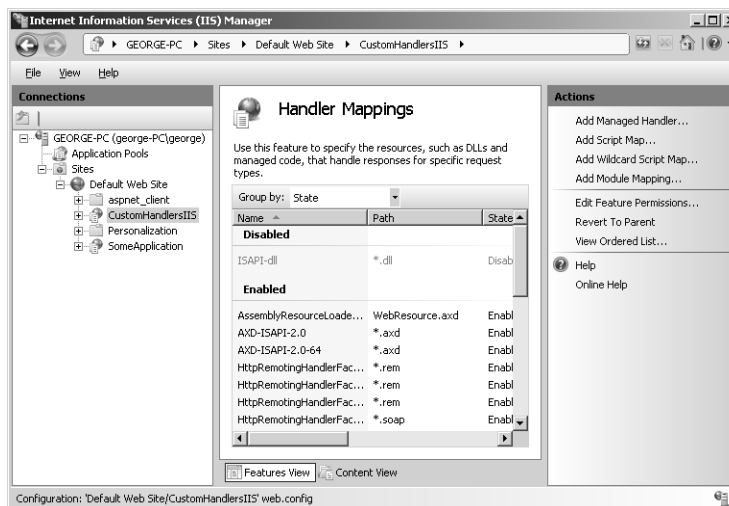 Internet Information Services (IIS) Manager
GEORGE-PC ▸ Sites ▸ Default Web Site ▸ CustomHandlersIIS ▸
File View Help
Connections
GEORGE-PC (george-PC\george)
Application Pools
Sites
Default Web Site
aspnet_client
CustomHandlersIIS
Personalization
SomeApplication
Handler Mappings
Use this feature to specify the resources, such as DLLs and
managed code, that handle responses for specific request
types.
Group by: State
Name Path State
Disabled
ISAPI-dll *.dll Disab
Enabled
AssemblyResourceLoade... WebResource.axd Enabl
AXD-ISAPI-2.0 *.axd Enabl
AXD-ISAPI-2.0-64 *.axd Enabl
HttpRemotingHandlerFac... *.rem Enabl
HttpRemotingHandlerFac... *.rem Enabl
HttpRemotingHandlerFac... *.rem Enabl
HttpRemotingHandlerFac... *.soap Enabl
Features View Content View
Actions
Add Managed Handler...
Add Script Map...
Add Wildcard Script Map...
Add Module Mapping...
Edit Feature Permissions...
Revert To Parent
View Ordered List...
Help
Online Help
Configuration: 'Default Web Site/CustomHandlersIIS' web.config